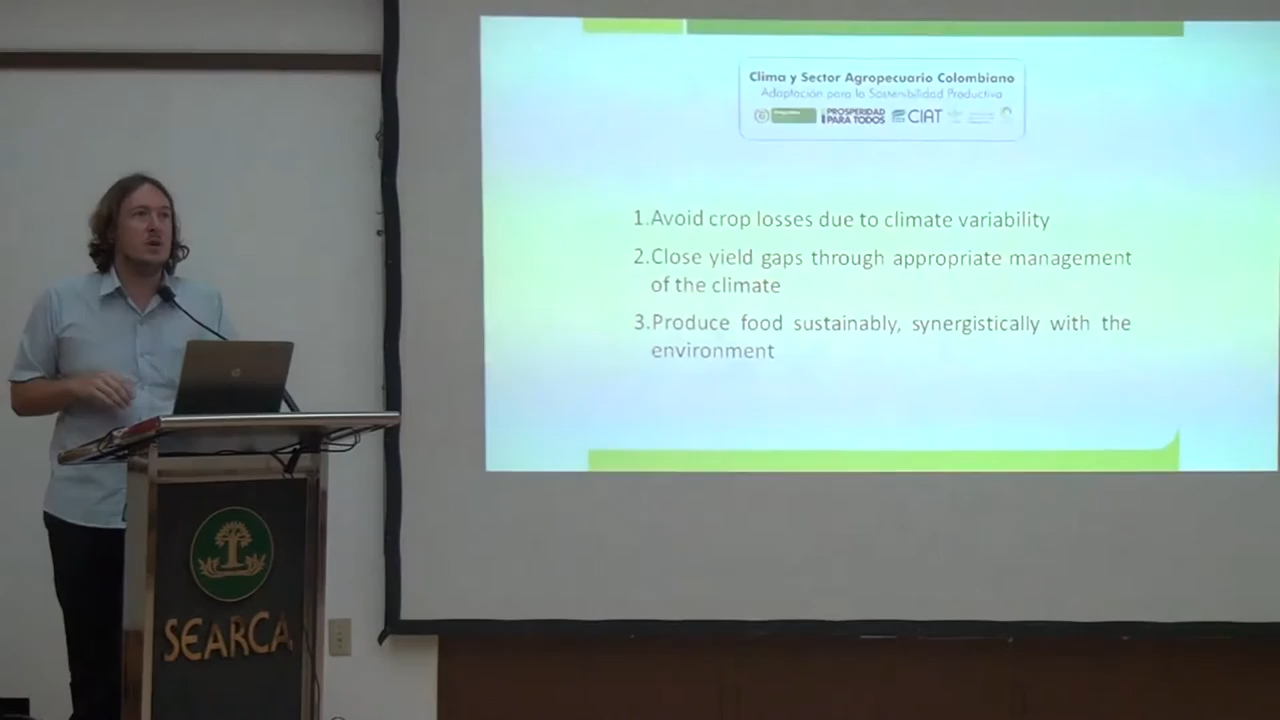 Clima y Sector Agropecuario Colombiano
Adaptación para la Sostenibilidad Productiva
PROSPERIDAD
PARA TODOS
CIAT
1.Avoid crop losses due to climate variability
2.Close yield gaps through appropriate management
of the climate
3.Produce food sustainably, synergistically with the
environment
SEARCA